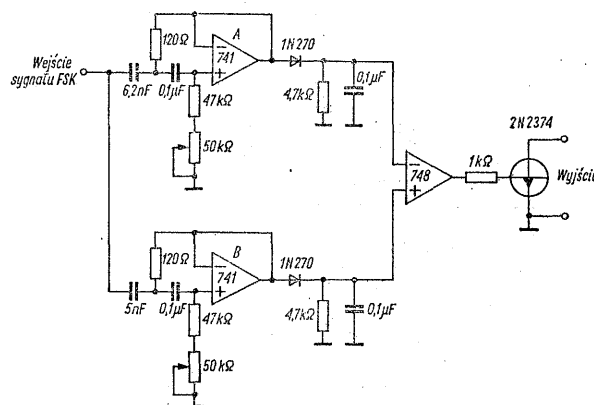 Wejście
sygnału FSK
120Ω
A
741
6,2nF
0,1μF
47kΩ
50kΩ
1N270
4,7kΩ
0,1μF
748
1kΩ
2N2374
Wyjście
120Ω
B
741
5nF
0,1μF
47kΩ
50kΩ
1N270
4,7kΩ
0,1μF